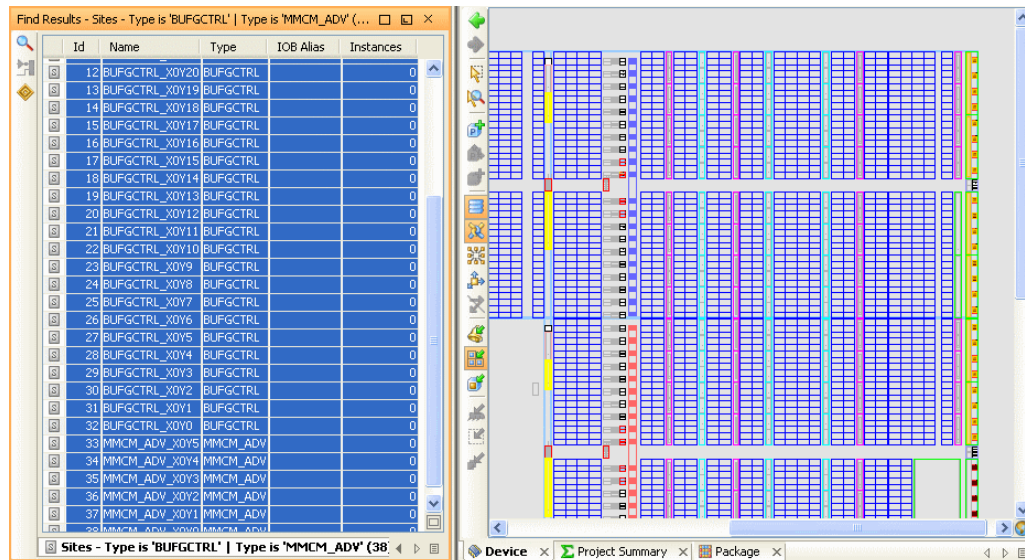 Find Results - Sites - Type is 'BUFGCTRL' | Type is 'MMCM_ADV' (...
Id Name Type IOB Alias Instances
12 BUFGCTRL_X0Y20 BUFGCTRL 0
13 BUFGCTRL_X0Y19 BUFGCTRL 0
14 BUFGCTRL_X0Y18 BUFGCTRL 0
15 BUFGCTRL_X0Y17 BUFGCTRL 0
16 BUFGCTRL_X0Y16 BUFGCTRL 0
17 BUFGCTRL_X0Y15 BUFGCTRL 0
18 BUFGCTRL_X0Y14 BUFGCTRL 0
19 BUFGCTRL_X0Y13 BUFGCTRL 0
20 BUFGCTRL_X0Y12 BUFGCTRL 0
21 BUFGCTRL_X0Y11 BUFGCTRL 0
22 BUFGCTRL_X0Y10 BUFGCTRL 0
23 BUFGCTRL_X0Y9 BUFGCTRL 0
24 BUFGCTRL_X0Y8 BUFGCTRL 0
25 BUFGCTRL_X0Y7 BUFGCTRL 0
26 BUFGCTRL_X0Y6 BUFGCTRL 0
27 BUFGCTRL_X0Y5 BUFGCTRL 0
28 BUFGCTRL_X0Y4 BUFGCTRL 0
29 BUFGCTRL_X0Y3 BUFGCTRL 0
30 BUFGCTRL_X0Y2 BUFGCTRL 0
31 BUFGCTRL_X0Y1 BUFGCTRL 0
32 BUFGCTRL_X0Y0 BUFGCTRL 0
33 MMCM_ADV_X0Y5 MMCM_ADV 0
34 MMCM_ADV_X0Y4 MMCM_ADV 0
35 MMCM_ADV_X0Y3 MMCM_ADV 0
36 MMCM_ADV_X0Y2 MMCM_ADV 0
37 MMCM_ADV_X0Y1 MMCM_ADV 0
38 MMCM_ADV_X0Y0 MMCM_ADV 0
Sites - Type is 'BUFGCTRL' | Type is 'MMCM_ADV' (38
Device Project Summary Package